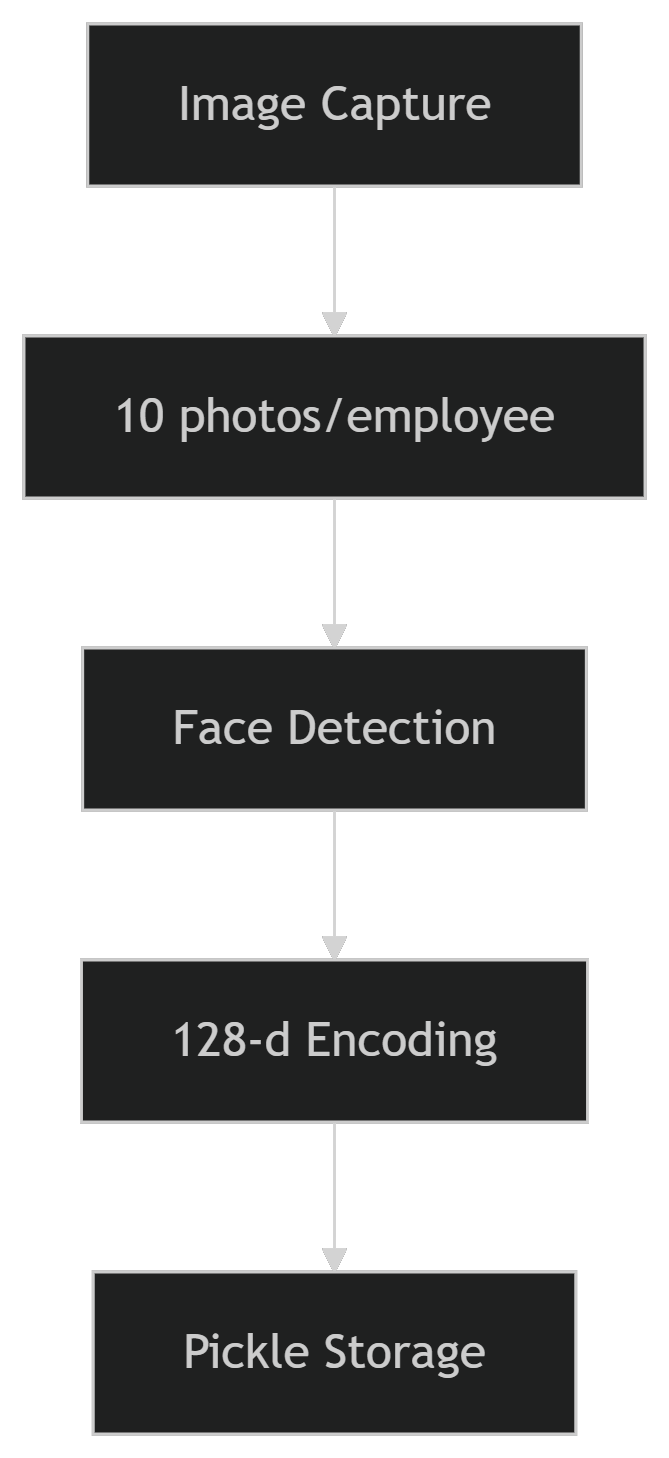 Image Capture
10 photos/employee
Face Detection
128-d Encoding
Pickle Storage